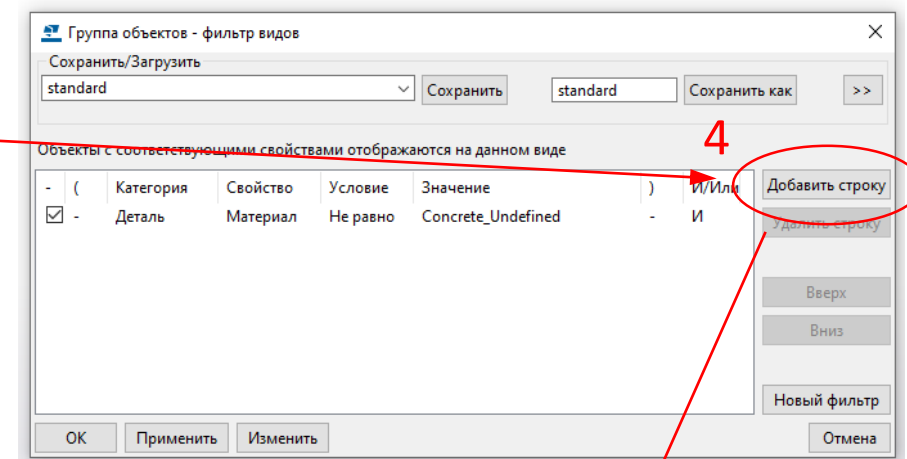 Группа объектов - фильтр видов
Сохранить/Загрузить
standard Сохранить standard Сохранить как >>
4
Объекты с соответствующими свойствами отображаются на данном виде
- ( Категория Свойство Условие Значение ) И/Или Добавить строку
- Деталь Материал Не равно Concrete_Undefined - И Удалить строку
Вверх
Вниз
Новый фильтр
OK Применить Изменить Отмена